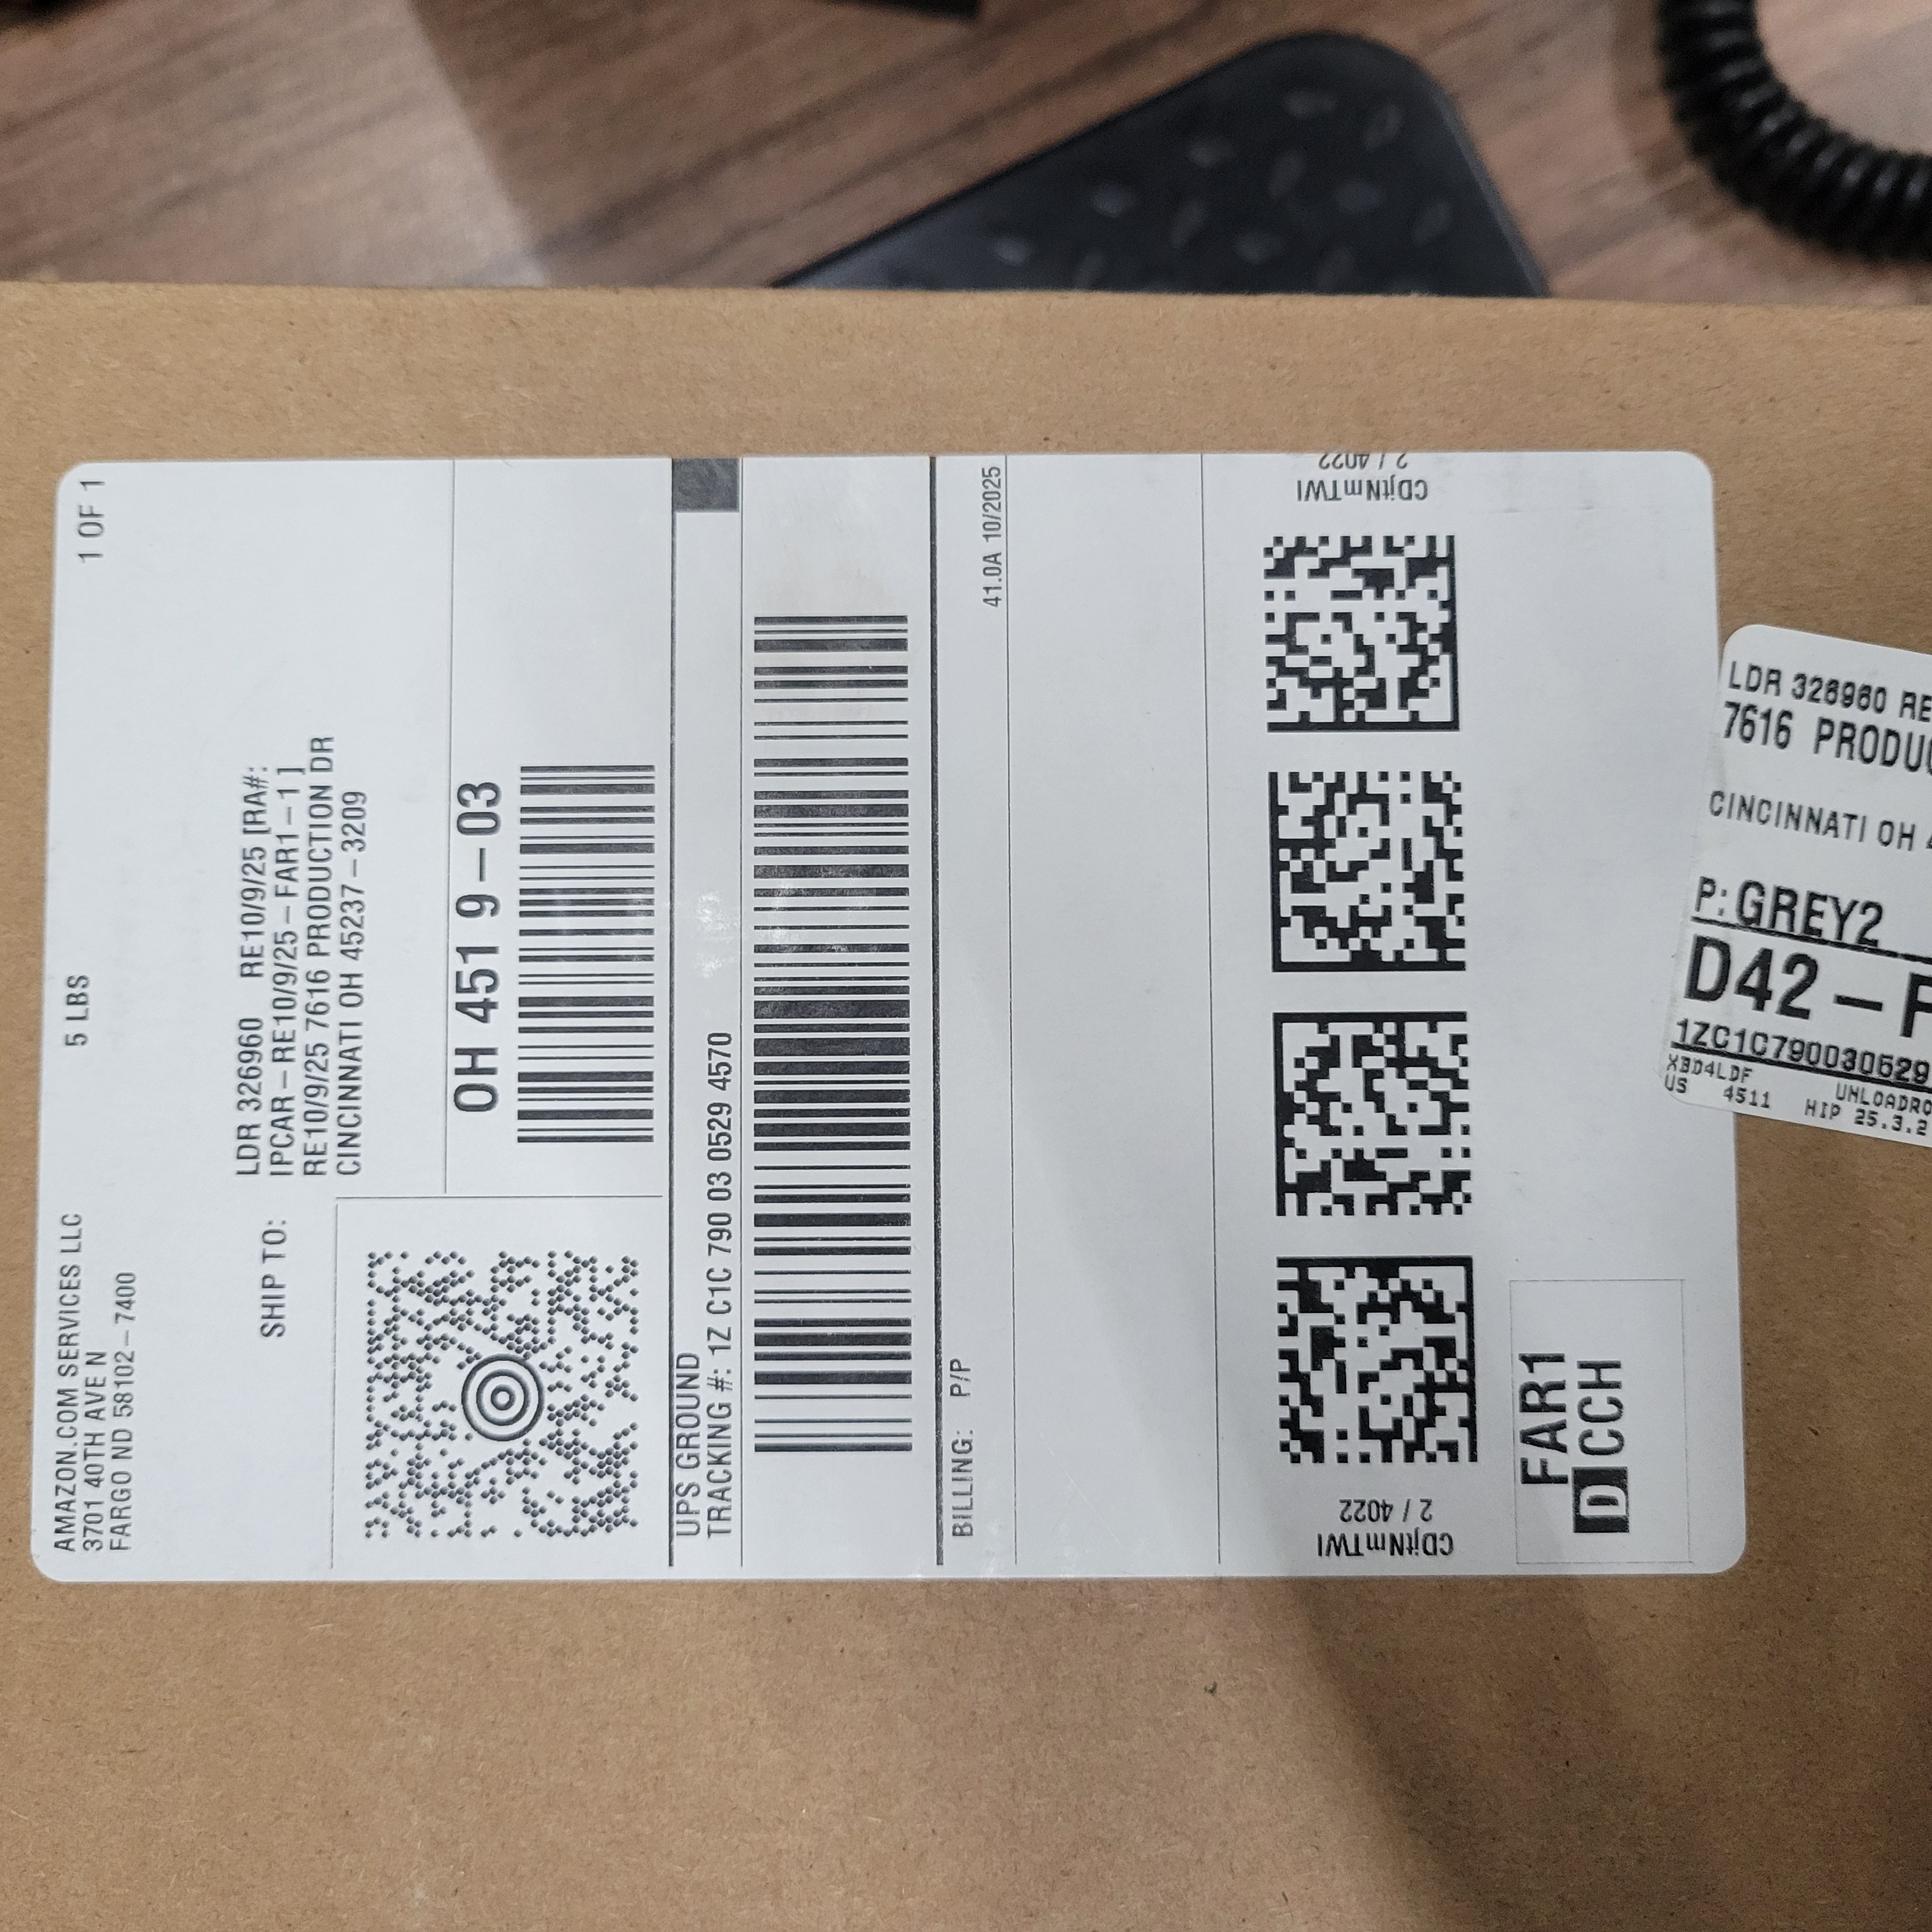 AMAZON.COM SERVICES LLC
3701 40TH AVE N
FARGO ND 58102-7400
5 LBS
1 OF 1
SHIP TO:
LDR 326960 RE10/9/25 [RA#:
IPCAR-RE10/9/25-FAR1-1]
RE10/9/25 7616 PRODUCTION DR
CINCINNATI OH 45237-3209
OH 451 9-03
UPS GROUND
TRACKING #: 1Z C1C 790 03 0529 4570
BILLING: P/P
41.0A 10/2025
CDjtNmTWI
2 / 4022
CDjtNmTWI
2 / 4022
FAR1
D CCH
LDR 326960 RE
7616 PRODUC
CINCINNATI OH 4
P: GREY2
D42-F
1ZC1C790030529
X3D4LDF UNLOADRO
US 4511 HIP 25.3.2